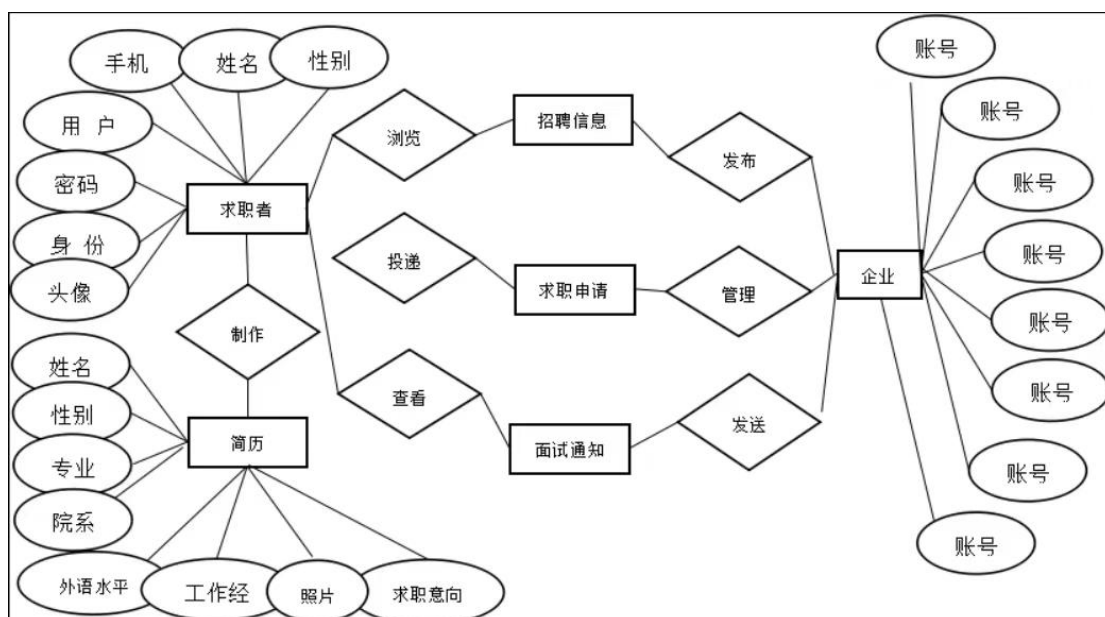 手机
姓名
性别
用 户
密码
身 份
头像
求职者
制作
姓名
性别
专业
院系
简历
外语水平
工作经
照片
求职意向
浏览
招聘信息
发布
投递
求职申请
管理
查看
面试通知
发送
企业
账号
账号
账号
账号
账号
账号
账号
账号